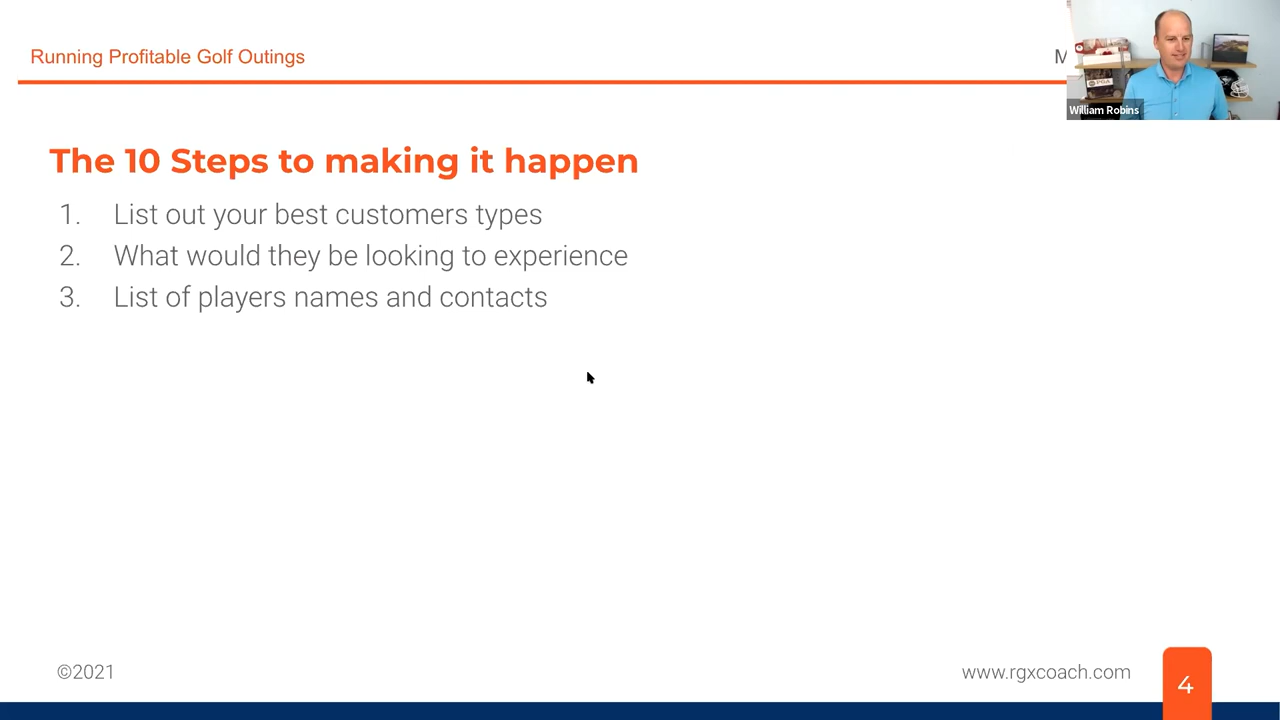 Running Profitable Golf Outings
William Robins
The 10 Steps to making it happen
1. List out your best customers types
2. What would they be looking to experience
3. List of players names and contacts
©2021
www.rgxcoach.com
4